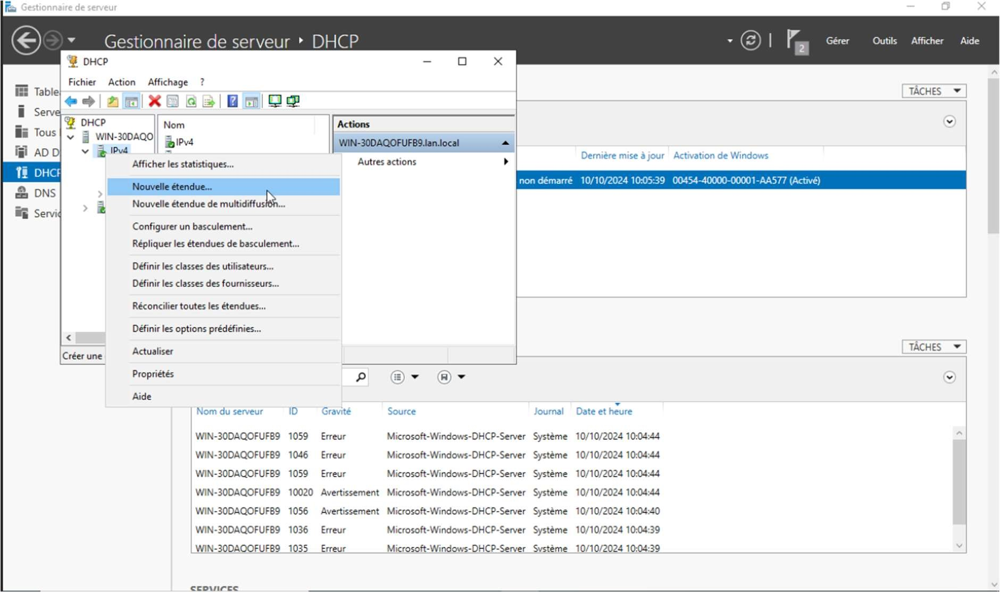 Gestionnaire de serveur
Gestionnaire de serveur ‣ DHCP
2
Gérer Outils Afficher Aide
DHCP
Fichier Action Affichage ?
TÂCHES
DHCP
WIN-30DAQO
IPv4
Nom
IPv4
Actions
WIN-30DAQOFUFB9.lan.local
Autres actions
AD D
DHCP
DNS
Afficher les statistiques...
Nouvelle étendue...
Nouvelle étendue de multidiffusion...
Configurer un basculement...
Répliquer les étendues de basculement...
Définir les classes des utilisateurs...
Définir les classes des fournisseurs...
Réconcilier toutes les étendues...
Définir les options prédéfinies...
Actualiser
Propriétés
Aide
Créer une
Dernière mise à jour Activation de Windows
non démarré 10/10/2024 10:05:39 00454-40000-00001-AA577 (Activé)
TÂCHES
Nom du serveur ID Gravité Source Journal Date et heure
WIN-30DAQOFUFB9 1059 Erreur Microsoft-Windows-DHCP-Server Système 10/10/2024 10:04:44
WIN-30DAQOFUFB9 1046 Erreur Microsoft-Windows-DHCP-Server Système 10/10/2024 10:04:44
WIN-30DAQOFUFB9 1059 Erreur Microsoft-Windows-DHCP-Server Système 10/10/2024 10:04:44
WIN-30DAQOFUFB9 10020 Avertissement Microsoft-Windows-DHCP-Server Système 10/10/2024 10:04:44
WIN-30DAQOFUFB9 1056 Avertissement Microsoft-Windows-DHCP-Server Système 10/10/2024 10:04:40
WIN-30DAQOFUFB9 1036 Erreur Microsoft-Windows-DHCP-Server Système 10/10/2024 10:04:39
WIN-30DAQOFUFB9 1035 Erreur Microsoft-Windows-DHCP-Server Système 10/10/2024 10:04:39
SERVICES